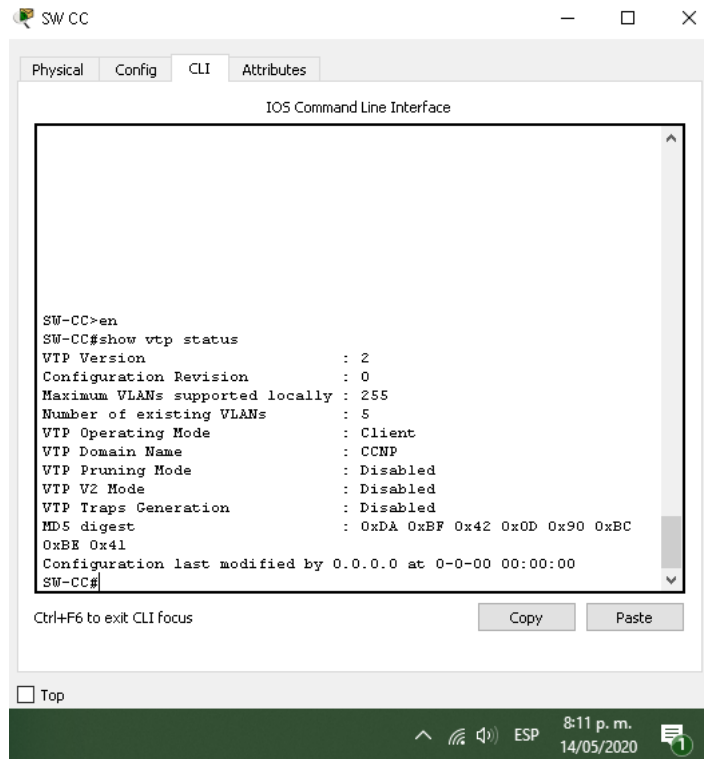 SW CC
Physical Config CLI Attributes
IOS Command Line Interface
SW-CC>en
SW-CC#show vtp status
VTP Version : 2
Configuration Revision : 0
Maximum VLANs supported locally : 255
Number of existing VLANs : 5
VTP Operating Mode : Client
VTP Domain Name : CCNP
VTP Pruning Mode : Disabled
VTP V2 Mode : Disabled
VTP Traps Generation : Disabled
MD5 digest : 0xDA 0xBF 0x42 0x0D 0x90 0xBC
0xBE 0x41
Configuration last modified by 0.0.0.0 at 0-0-00 00:00:00
SW-CC#
Ctrl+F6 to exit CLI focus
Copy Paste
Top
ESP
8:11 p. m.
14/05/2020
1